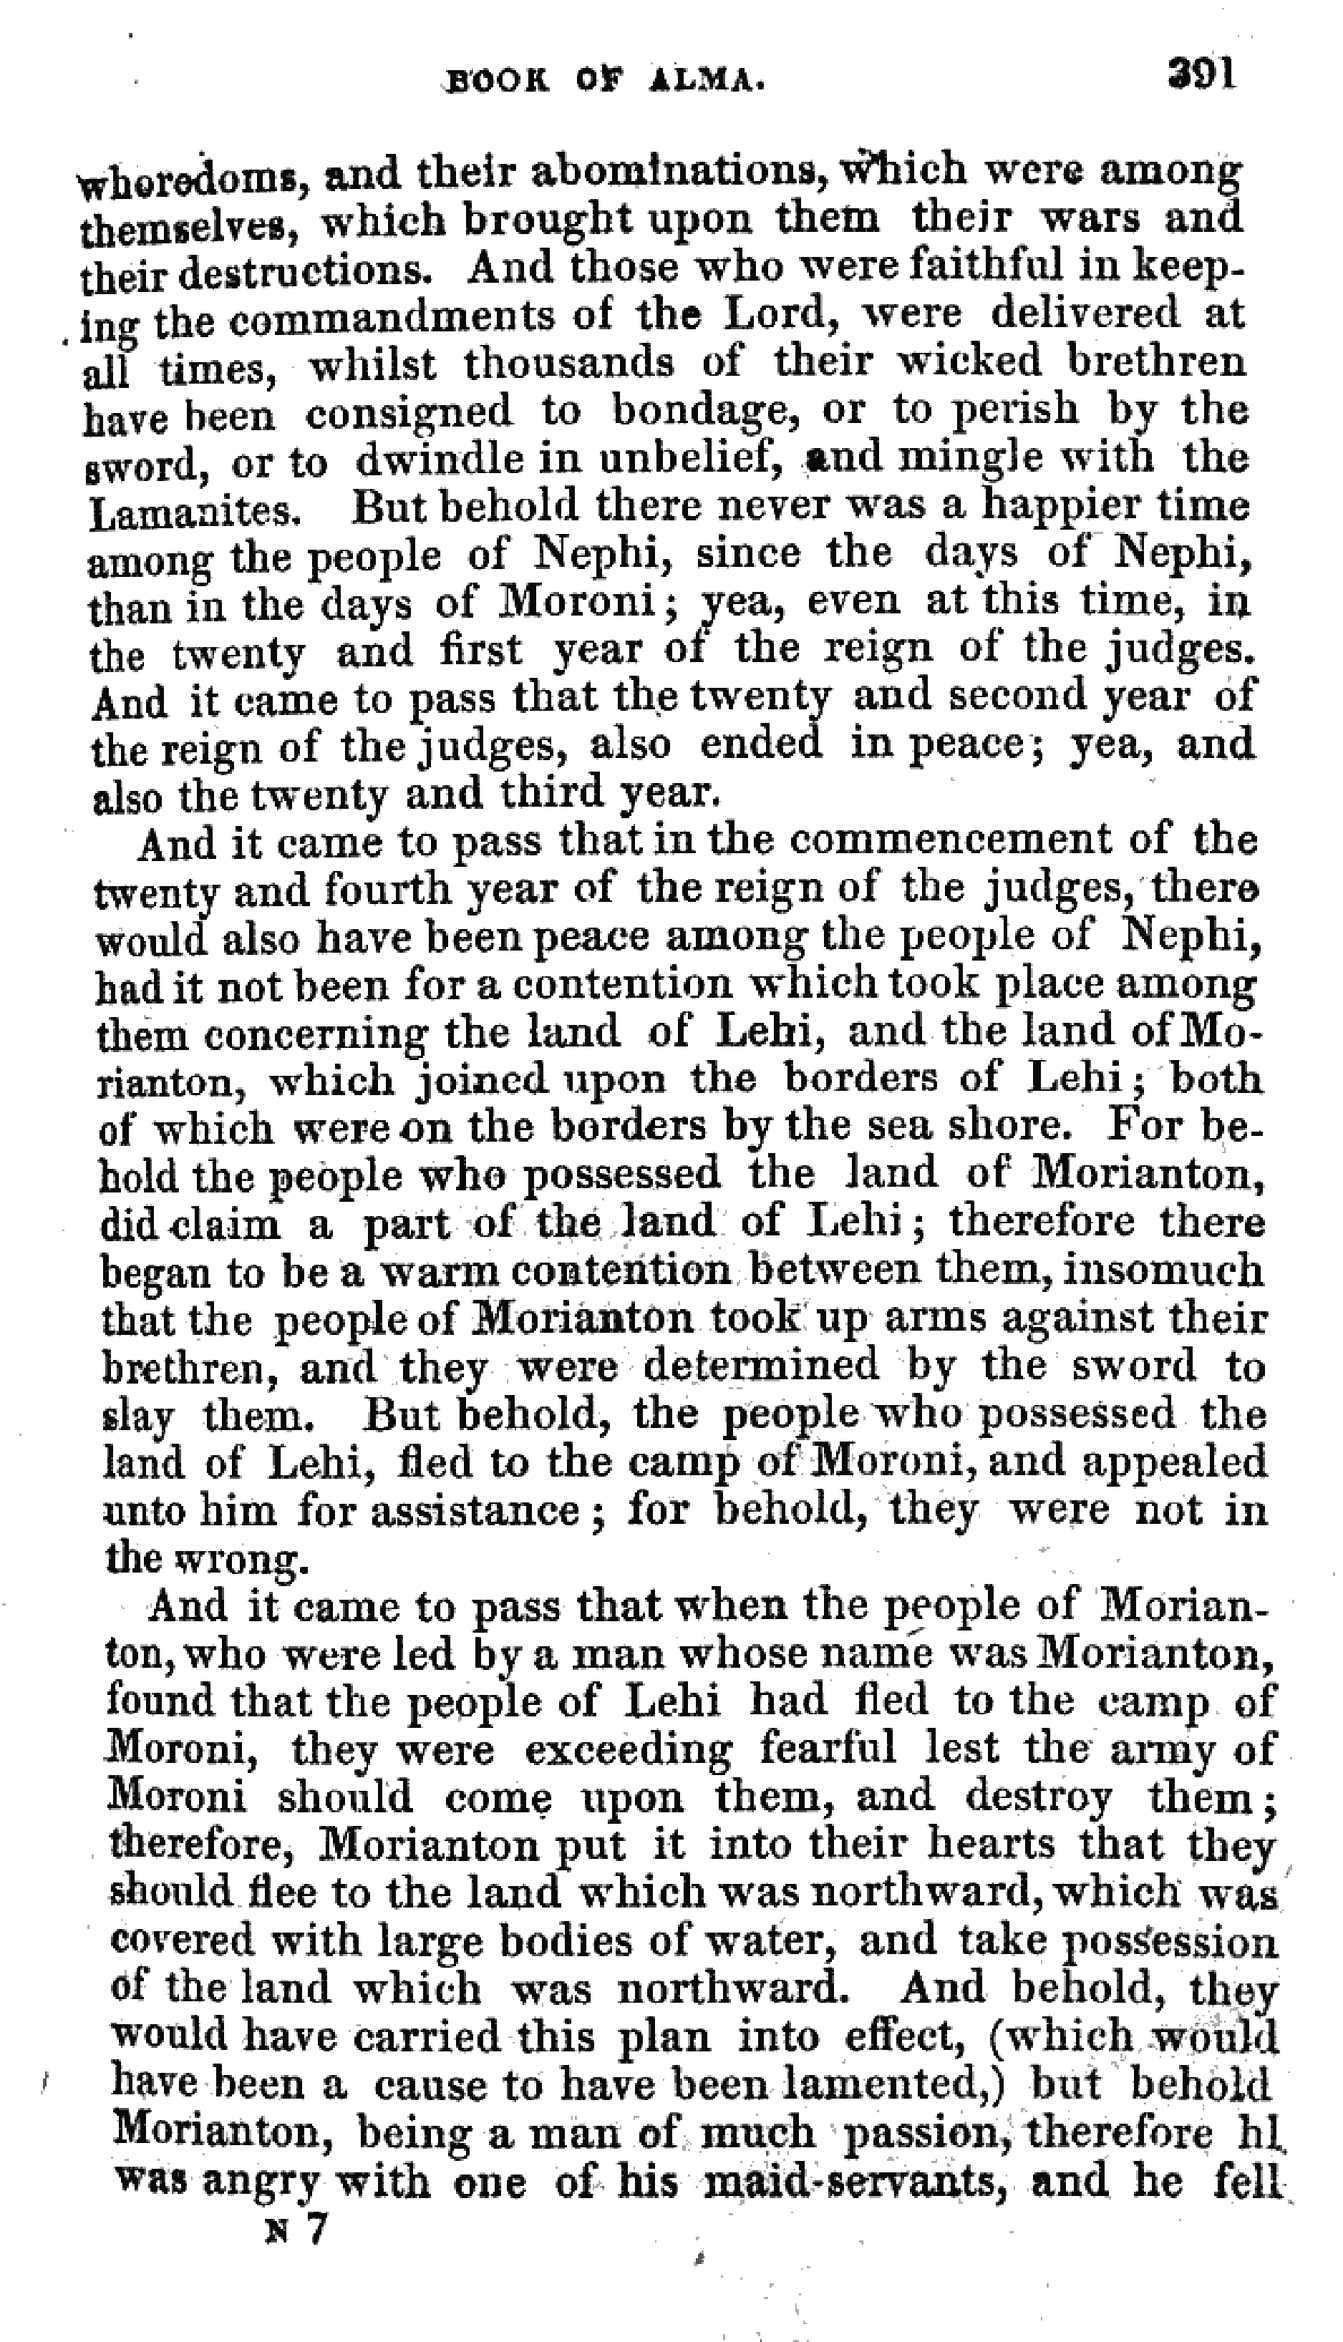 BOOK OF ALMA. 391
whoredoms, and their abominations, which were among
themselves, which brought upon them their wars and
their destructions. And those who were faithful in keep-
ing the commandments of the Lord, were delivered at
all times, whilst thousands of their wicked brethren
have been consigned to bondage, or to perish by the
sword, or to dwindle in unbelief, and mingle with the
Lamanites. But behold there never was a happier time
among the people of Nephi, since the days of Nephi,
than in the days of Moroni; yea, even at this time, in
the twenty and first year of the reign of the judges.
And it came to pass that the twenty and second year of
the reign of the judges, also ended in peace; yea, and
also the twenty and third year.
And it came to pass that in the commencement of the
twenty and fourth year of the reign of the judges, there
would also have been peace among the people of Nephi,
had it not been for a contention which took place among
them concerning the land of Lehi, and the land of Mo-
rianton, which joined upon the borders of Lehi; both
of which were on the borders by the sea shore. For be-
hold the people who possessed the land of Morianton,
did claim a part of the land of Lehi; therefore there
began to be a warm contention between them, insomuch
that the people of Morianton took up arms against their
brethren, and they were determined by the sword to
slay them. But behold, the people who possessed the
land of Lehi, fled to the camp of Moroni, and appealed
unto him for assistance; for behold, they were not in
the wrong.
And it came to pass that when the people of Morian-
ton, who were led by a man whose name was Morianton,
found that the people of Lehi had fled to the camp of
Moroni, they were exceeding fearful lest the army of
Moroni should come upon them, and destroy them;
therefore, Morianton put it into their hearts that they
should flee to the land which was northward, which was
covered with large bodies of water, and take possession
of the land which was northward. And behold, they
would have carried this plan into effect, (which would
have been a cause to have been lamented,) but behold
Morianton, being a man of much passion, therefore
was angry with one of his maid-servants, and he fell
N 7